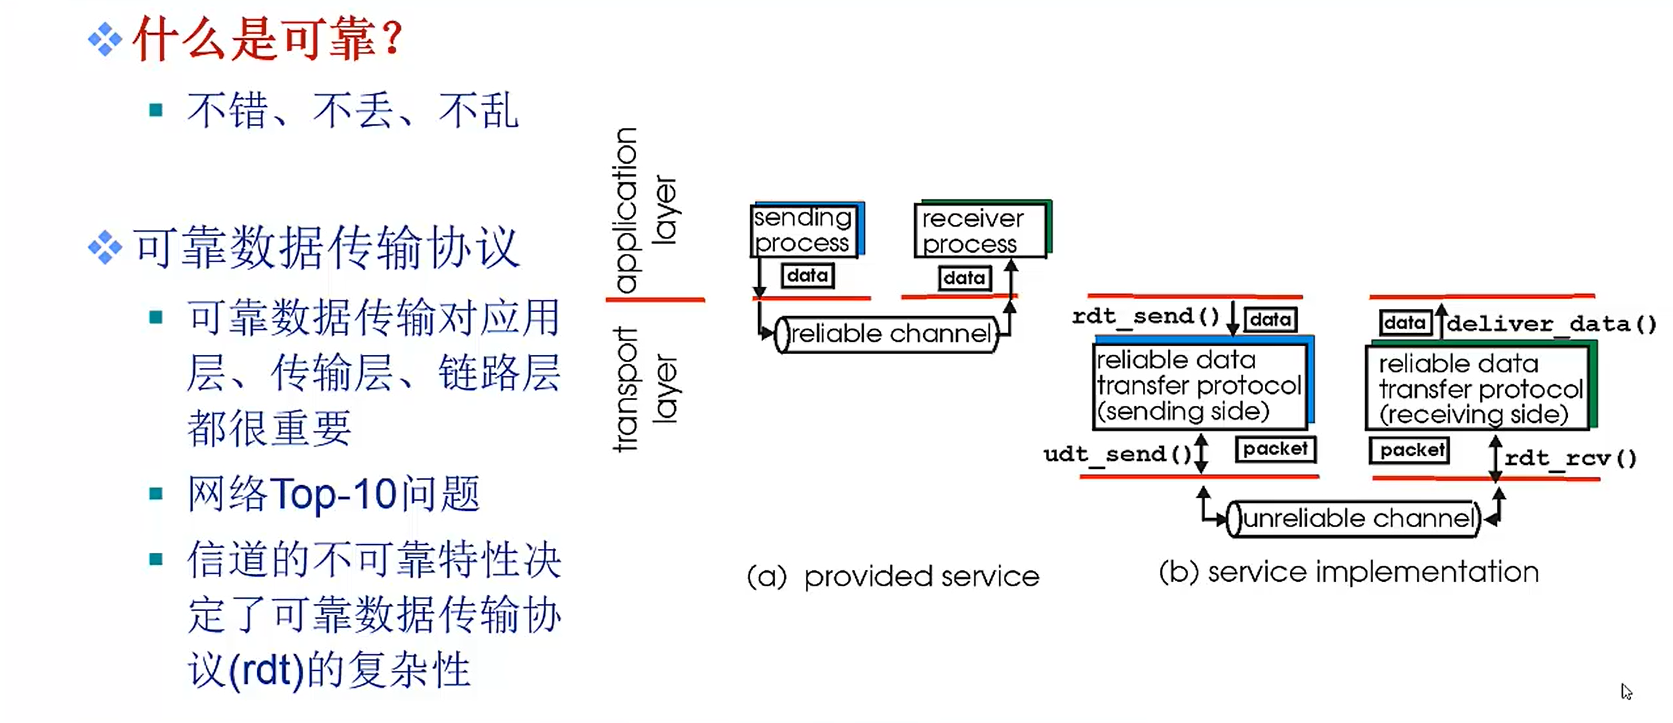 什么是可靠？
不错、不丢、不乱
可靠数据传输协议
可靠数据传输对应用
层、传输层、链路层
都很重要
网络Top-10问题
信道的不可靠特性决
定了可靠数据传输协
议(rdt)的复杂性
application
layer
transport
layer
sending
process
data
receiver
process
data
reliable channel
(a) provided service
rdt_send()
data
reliable data
transfer protocol
(sending side)
udt_send()
packet
data
deliver_data()
reliable data
transfer protocol
(receiving side)
packet
rdt_rcv()
unreliable channel
(b) service implementation